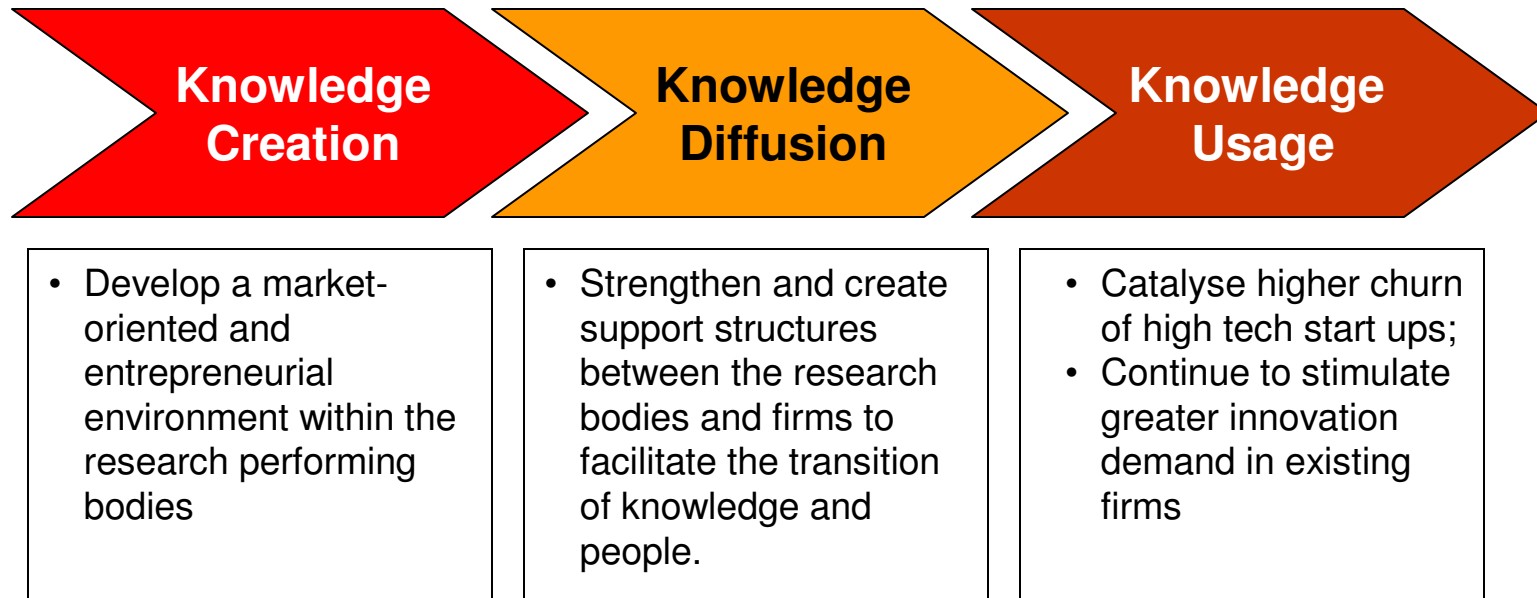 Knowledge
Creation
Knowledge
Diffusion
Knowledge
Usage
• Develop a market-
oriented and
entrepreneurial
environment within the
research performing
bodies
• Strengthen and create
support structures
between the research
bodies and firms to
facilitate the transition
of knowledge and
people.
• Catalyse higher churn
of high tech start ups;
• Continue to stimulate
greater innovation
demand in existing
firms